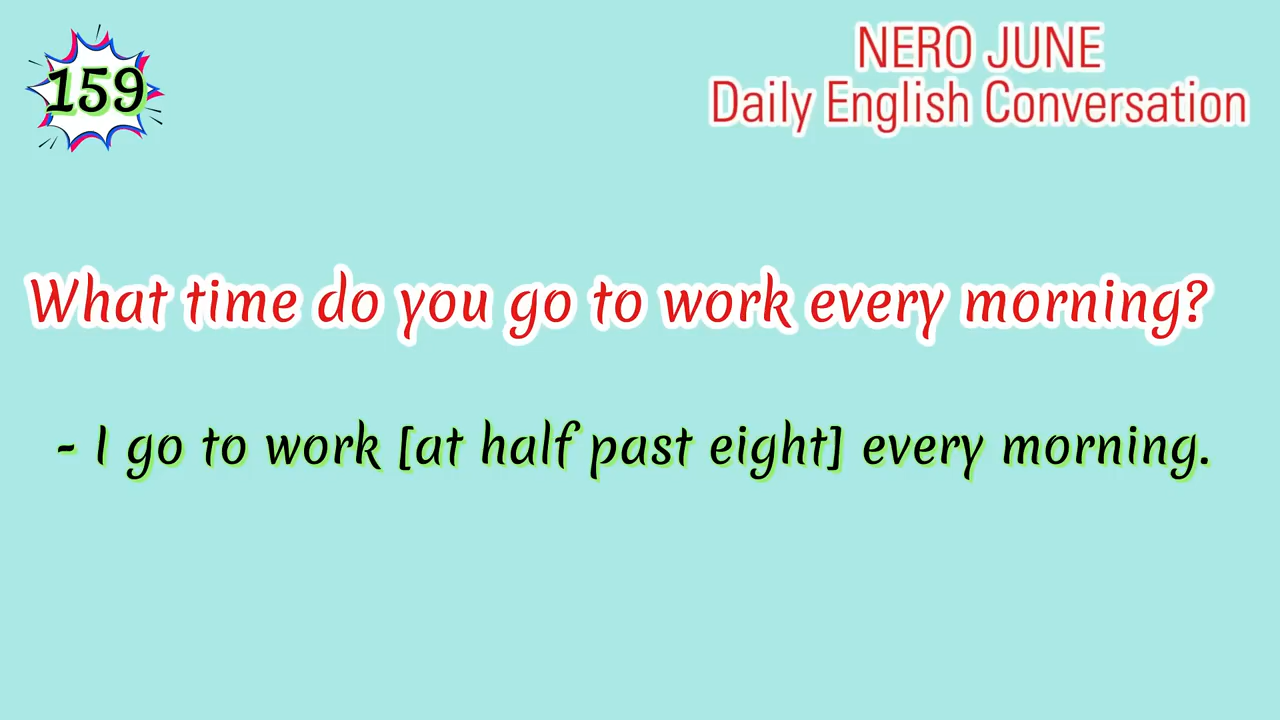 159
NERO JUNE
Daily English Conversation
What time do you go to work every morning?
- I go to work [at half past eight] every morning.